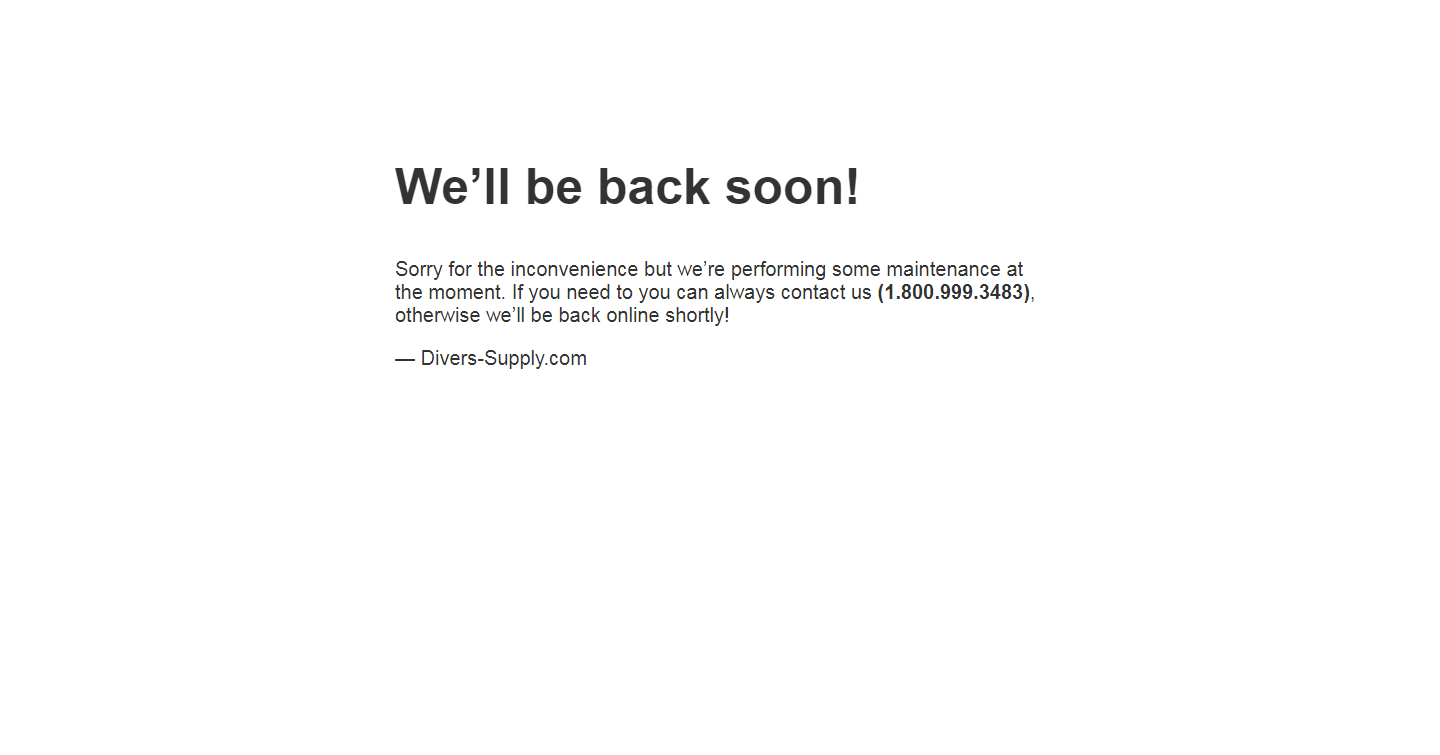 We’ll be back soon!
Sorry for the inconvenience but we’re performing some maintenance at
the moment. If you need to you can always contact us (1.800.999.3483),
otherwise we’ll be back online shortly!
— Divers-Supply.com